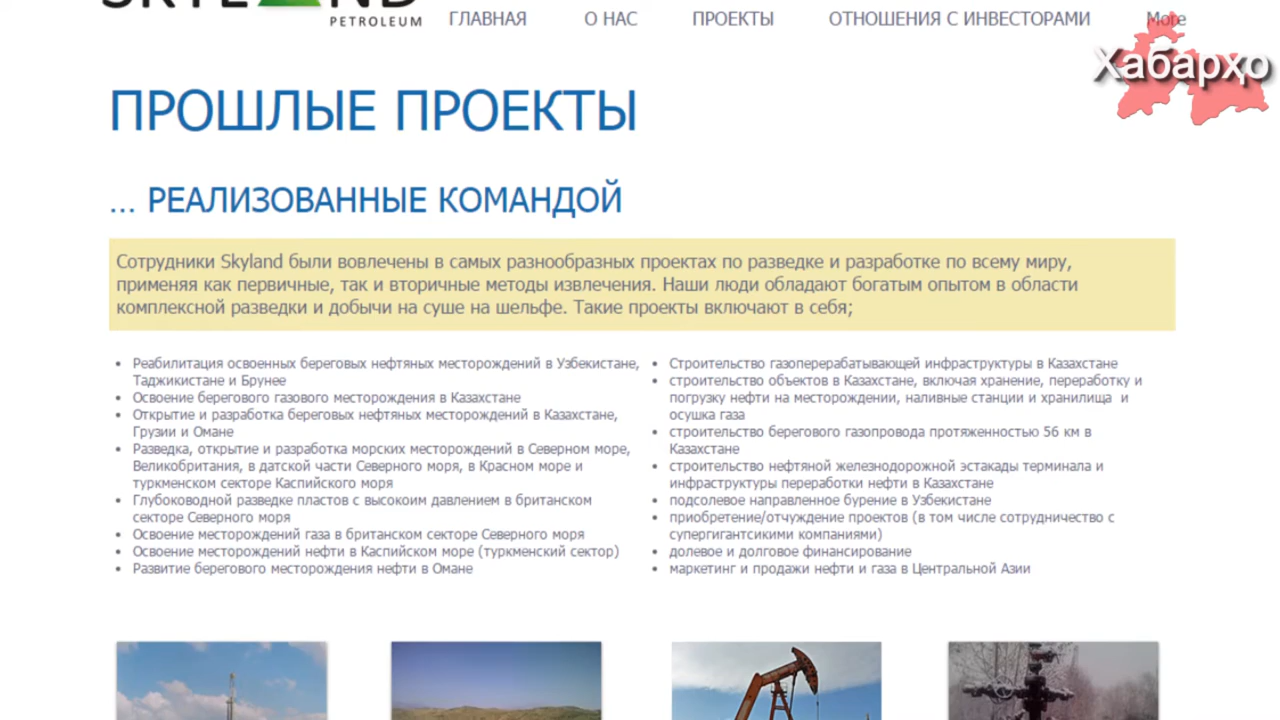 SKYLAND
PETROLEUM
ГЛАВНАЯ О НАС ПРОЕКТЫ ОТНОШЕНИЯ С ИНВЕСТОРАМИ More
Хабарҳо
ПРОШЛЫЕ ПРОЕКТЫ
... РЕАЛИЗОВАННЫЕ КОМАНДОЙ
Сотрудники Skyland были вовлечены в самых разнообразных проектах по разведке и разработке по всему миру,
применяя как первичные, так и вторичные методы извлечения. Наши люди обладают богатым опытом в области
комплексной разведки и добычи на суше на шельфе. Такие проекты включают в себя;
• Реабилитация освоенных береговых нефтяных месторождений в Узбекистане,
Таджикистане и Брунее
• Освоение берегового газового месторождения в Казахстане
• Открытие и разработка береговых нефтяных месторождений в Казахстане,
Грузии и Омане
• Разведка, открытие и разработка морских месторождений в Северном море,
Великобритания, в датской части Северного моря, в Красном море и
туркменском секторе Каспийского моря
• Глубоководной разведке пластов с высокоим давлением в британском
секторе Северного моря
• Освоение месторождений газа в британском секторе Северного моря
• Освоение месторождений нефти в Каспийском море (туркменский сектор)
• Развитие берегового месторождения нефти в Омане
• Строительство газоперерабатывающей инфраструктуры в Казахстане
• строительство объектов в Казахстане, включая хранение, переработку и
погрузку нефти на месторождении, наливные станции и хранилища и
осушка газа
• строительство берегового газопровода протяженностью 56 км в
Казахстане
• строительство нефтяной железнодорожной эстакады терминала и
инфраструктуры переработки нефти в Казахстане
• подсолевое направленное бурение в Узбекистане
• приобретение/отчуждение проектов (в том числе сотрудничество с
супергигантсикими компаниями)
• долевое и долговое финансирование
• маркетинг и продажи нефти и газа в Центральной Азии